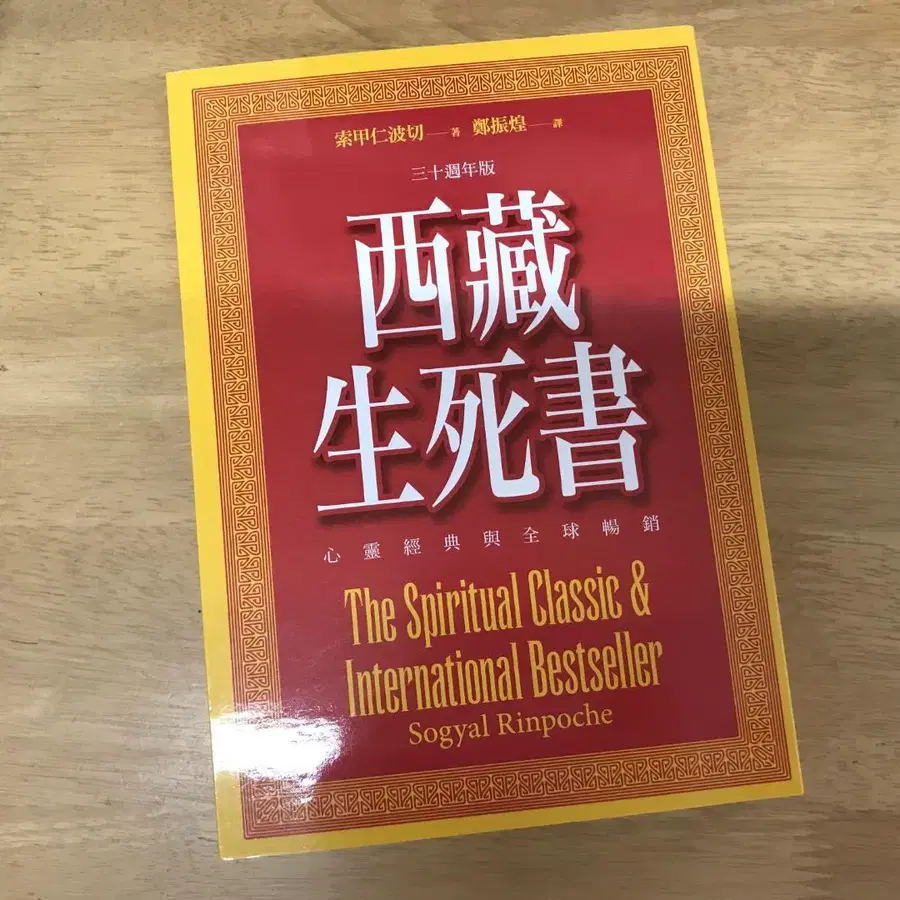 索甲仁波切—著 鄭振煌—譯
三十週年版
西藏
生死書
心靈經典與全球暢銷
The Spiritual Classic &
International Bestseller
Sogyal Rinpoche